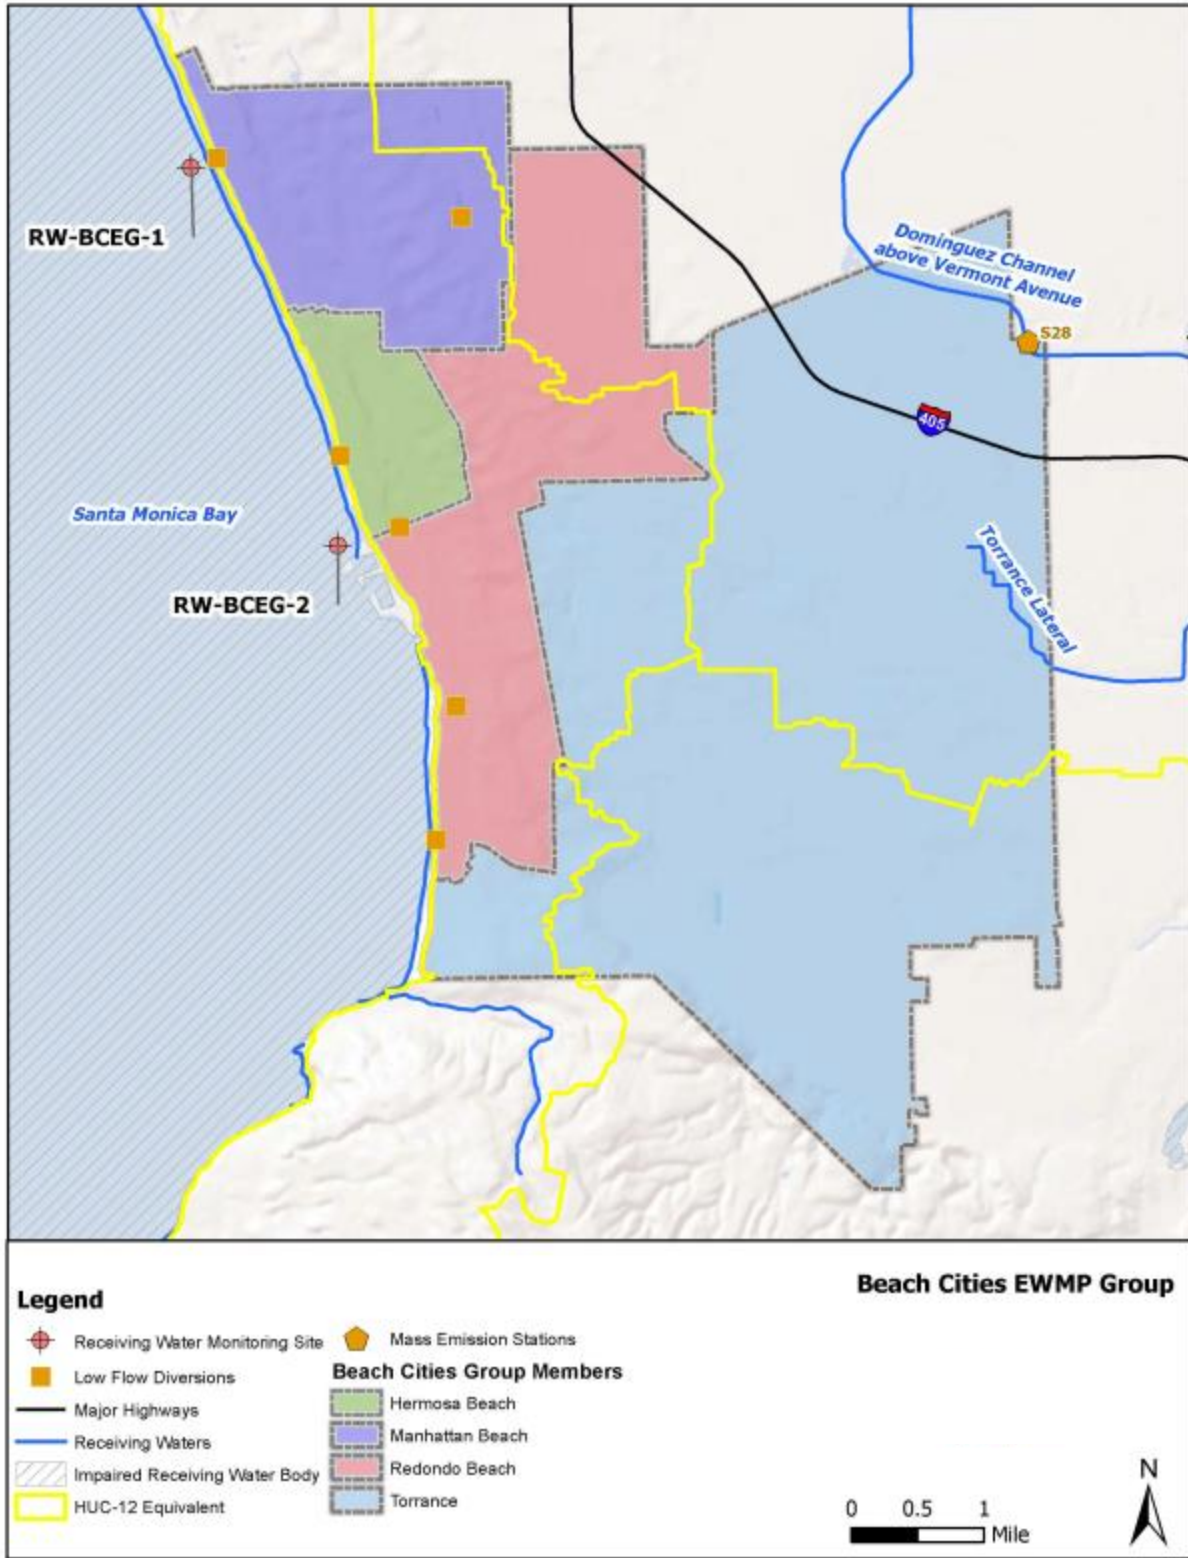 RW-BCEG-1
Dominguez Channel
above Vermont Avenue
S28
405
Santa Monica Bay
Torrance Lateral
RW-BCEG-2
Beach Cities EWMP Group
Legend
Receiving Water Monitoring Site
Low Flow Diversions
Major Highways
Receiving Waters
Impaired Receiving Water Body
HUC-12 Equivalent
Mass Emission Stations
Beach Cities Group Members
Hermosa Beach
Manhattan Beach
Redondo Beach
Torrance
N
0 0.5 1
Mile